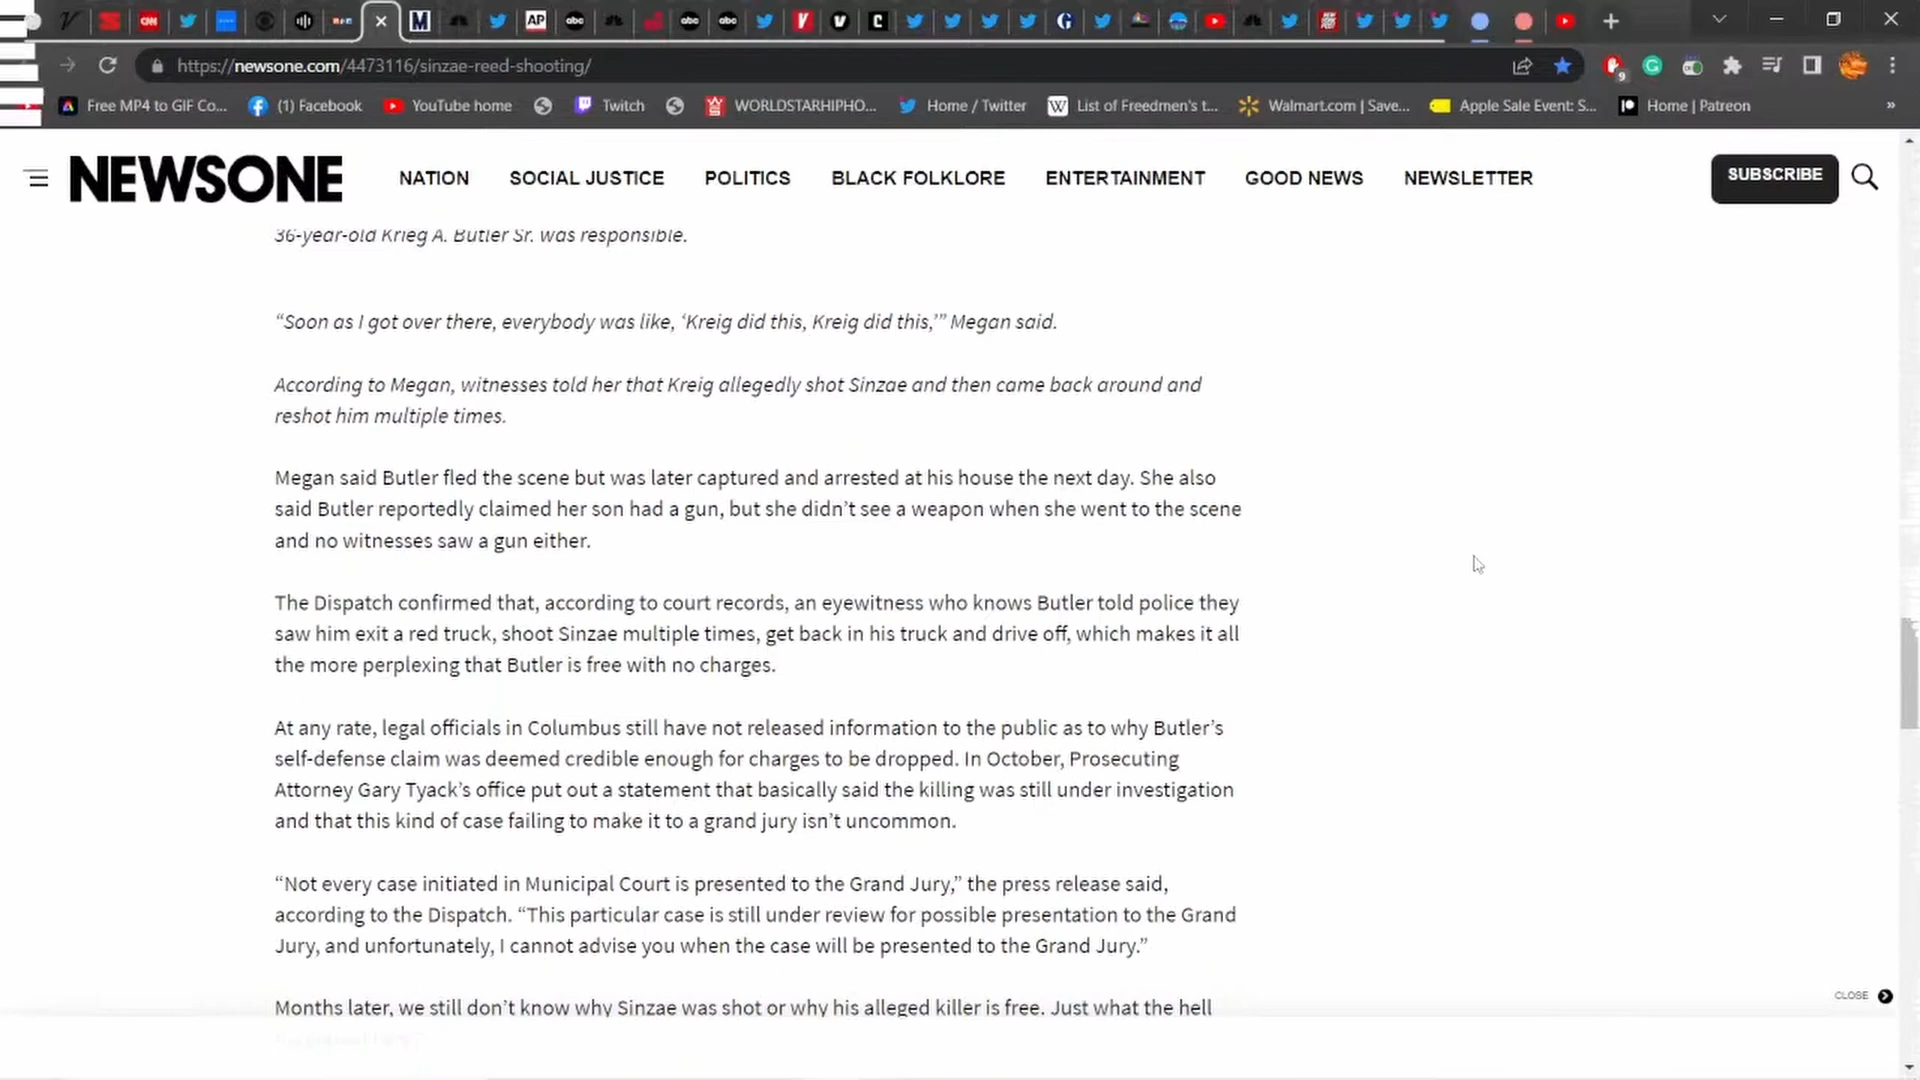 https://newsone.com/4473116/sinzae-reed-shooting/
9
Free MP4 to GIF Co...
(1) Facebook
YouTube home
Twitch
WORLDSTARHIPHO...
Home / Twitter
List of Freedmen's t...
Walmart.com | Save...
Apple Sale Event: S...
Home | Patreon
»
NEWSONE
NATION
SOCIAL JUSTICE
POLITICS
BLACK FOLKLORE
ENTERTAINMENT
GOOD NEWS
NEWSLETTER
SUBSCRIBE
36-year-old Krieg A. Butler Sr. was responsible.
“Soon as I got over there, everybody was like, ‘Kreig did this, Kreig did this,’” Megan said.
According to Megan, witnesses told her that Kreig allegedly shot Sinzae and then came back around and
reshot him multiple times.
Megan said Butler fled the scene but was later captured and arrested at his house the next day. She also
said Butler reportedly claimed her son had a gun, but she didn’t see a weapon when she went to the scene
and no witnesses saw a gun either.
The Dispatch confirmed that, according to court records, an eyewitness who knows Butler told police they
saw him exit a red truck, shoot Sinzae multiple times, get back in his truck and drive off, which makes it all
the more perplexing that Butler is free with no charges.
At any rate, legal officials in Columbus still have not released information to the public as to why Butler’s
self-defense claim was deemed credible enough for charges to be dropped. In October, Prosecuting
Attorney Gary Tyack’s office put out a statement that basically said the killing was still under investigation
and that this kind of case failing to make it to a grand jury isn’t uncommon.
“Not every case initiated in Municipal Court is presented to the Grand Jury,” the press release said,
according to the Dispatch. “This particular case is still under review for possible presentation to the Grand
Jury, and unfortunately, I cannot advise you when the case will be presented to the Grand Jury.”
CLOSE
Months later, we still don’t know why Sinzae was shot or why his alleged killer is free. Just what the hell